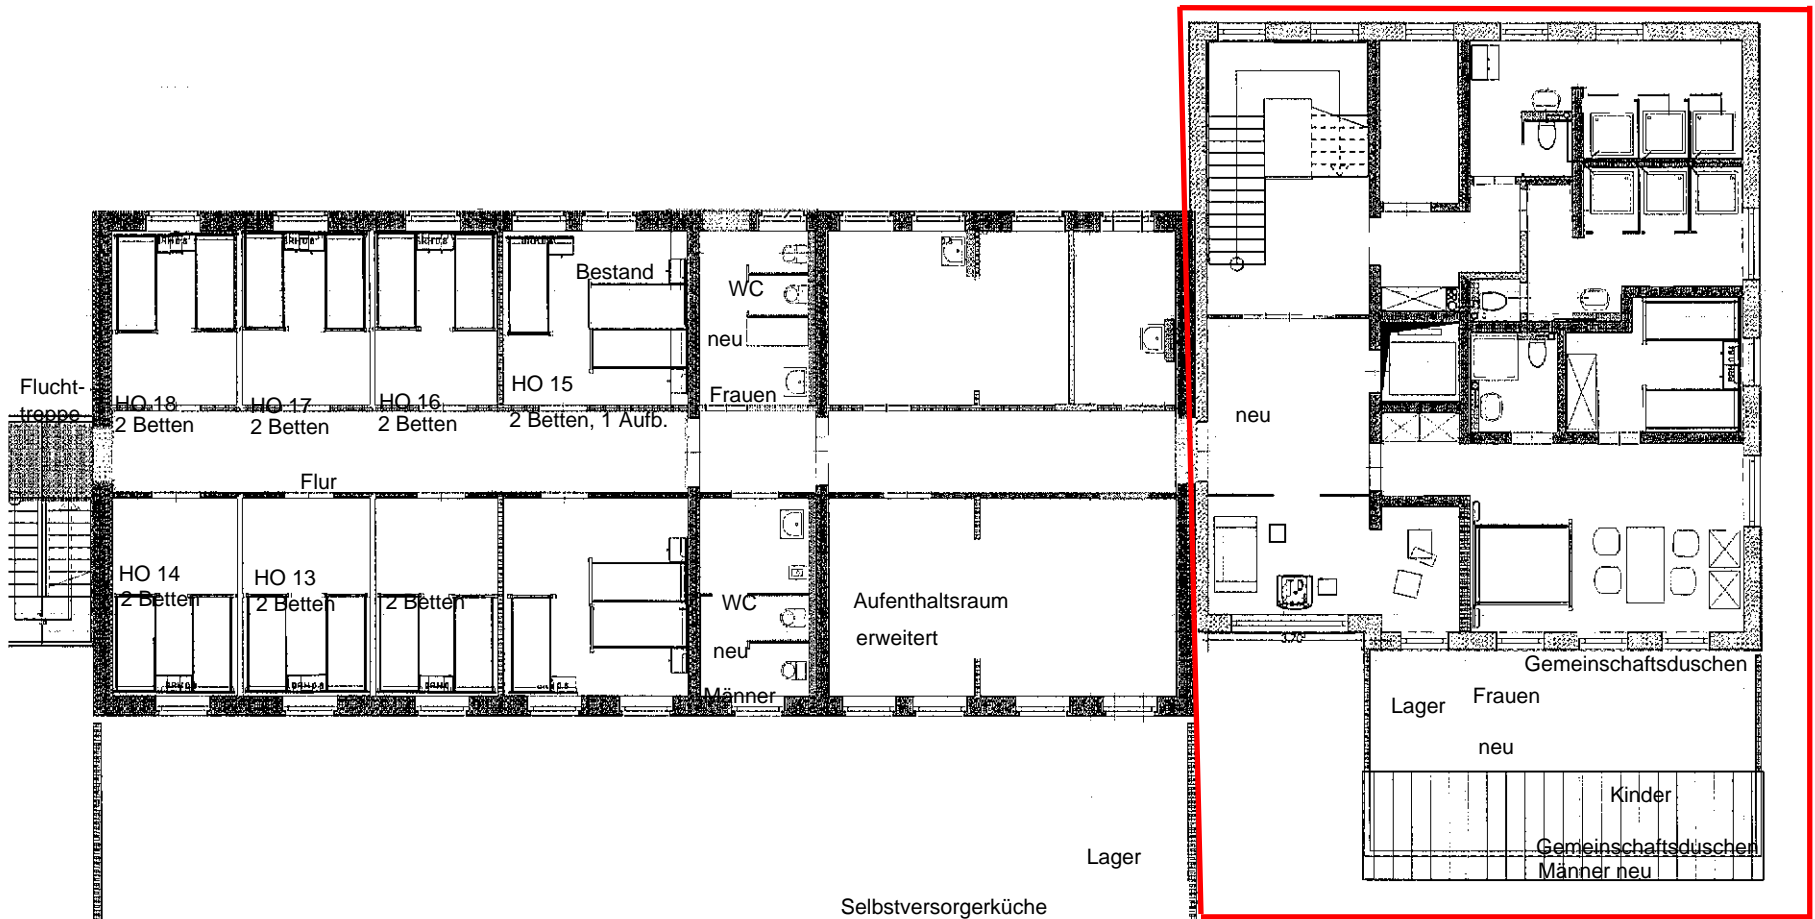 Bestand
WC
neu
Frauen
Flucht-
treppe
HO 18
2 Betten
HO 17
2 Betten
HO 16
2 Betten
HO 15
2 Betten, 1 Aufb.
neu
Flur
HO 14
2 Betten
HO 13
2 Betten
2 Betten
WC
neu
Männer
Aufenthaltsraum
erweitert
3.70
Gemeinschaftsduschen
Frauen
Lager
neu
Kinder
Gemeinschaftsduschen
Männer neu
Lager
Selbstversorgerküche